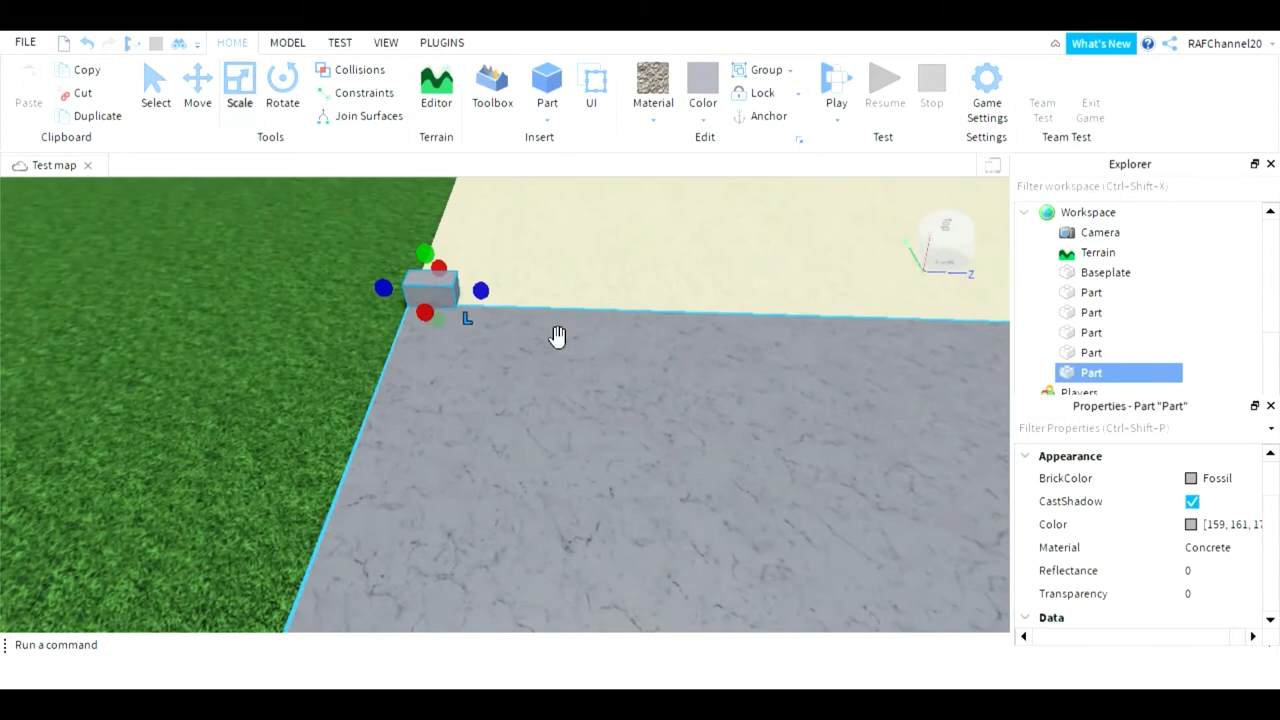 FILE HOME MODEL TEST VIEW PLUGINS What's New RAFChannel20
Copy Collisions Group
Cut Constraints Lock
Paste Select Move Scale Rotate Editor Toolbox Part UI Material Color Play Resume Stop Game Settings Team Test Exit Game
Duplicate Join Surfaces Anchor
Clipboard Tools Terrain Insert Edit Test Settings Team Test
Test map
Explorer
Filter workspace (Ctrl-Shift-X)
Workspace
Camera
Terrain
Baseplate
Part
Part
Part
Part
Part
Players
Top
Z
L
Properties - Part "Part"
Filter Properties (Ctrl-Shift-P)
Appearance
BrickColor Fossil
CastShadow
Color [159, 161, 17
Material Concrete
Reflectance 0
Transparency 0
Data
Run a command